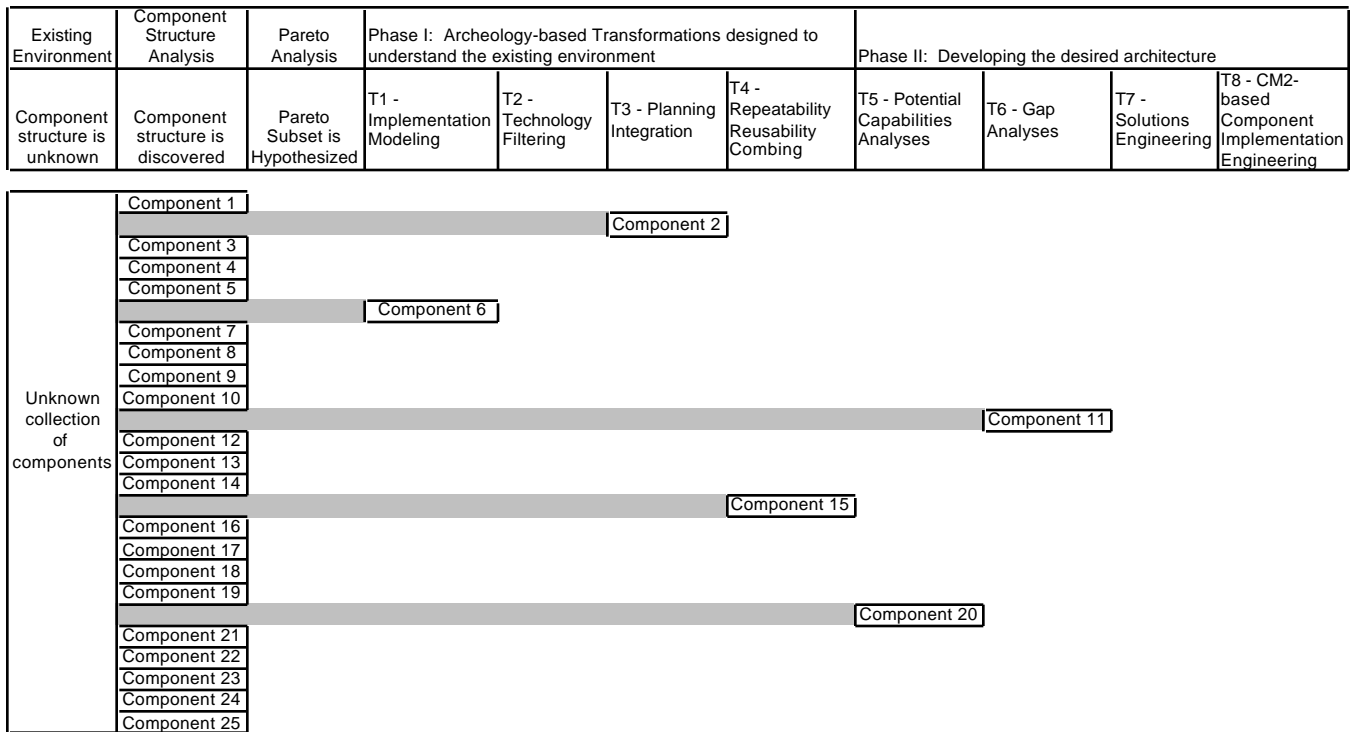 Existing
Environment
Component
Structure
Analysis
Pareto
Analysis
Phase I:  Archeology-based Transformations designed to
understand the existing environment
Phase II:  Developing the desired architecture
Component
structure is
unknown
Component
structure is
discovered
Pareto
Subset is
Hypothesized
T1 -
Implementation
Modeling
T2 -
Technology
Filtering
T3 - Planning
Integration
T4 -
Repeatability
Reusability
Combing
T5 - Potential
Capabilities
Analyses
T6 - Gap
Analyses
T7 -
Solutions
Engineering
T8 - CM2-
based
Component
Implementation
Engineering
Unknown
collection
of
components
Component 1
Component 2
Component 3
Component 4
Component 5
Component 6
Component 7
Component 8
Component 9
Component 10
Component 11
Component 12
Component 13
Component 14
Component 15
Component 16
Component 17
Component 18
Component 19
Component 20
Component 21
Component 22
Component 23
Component 24
Component 25